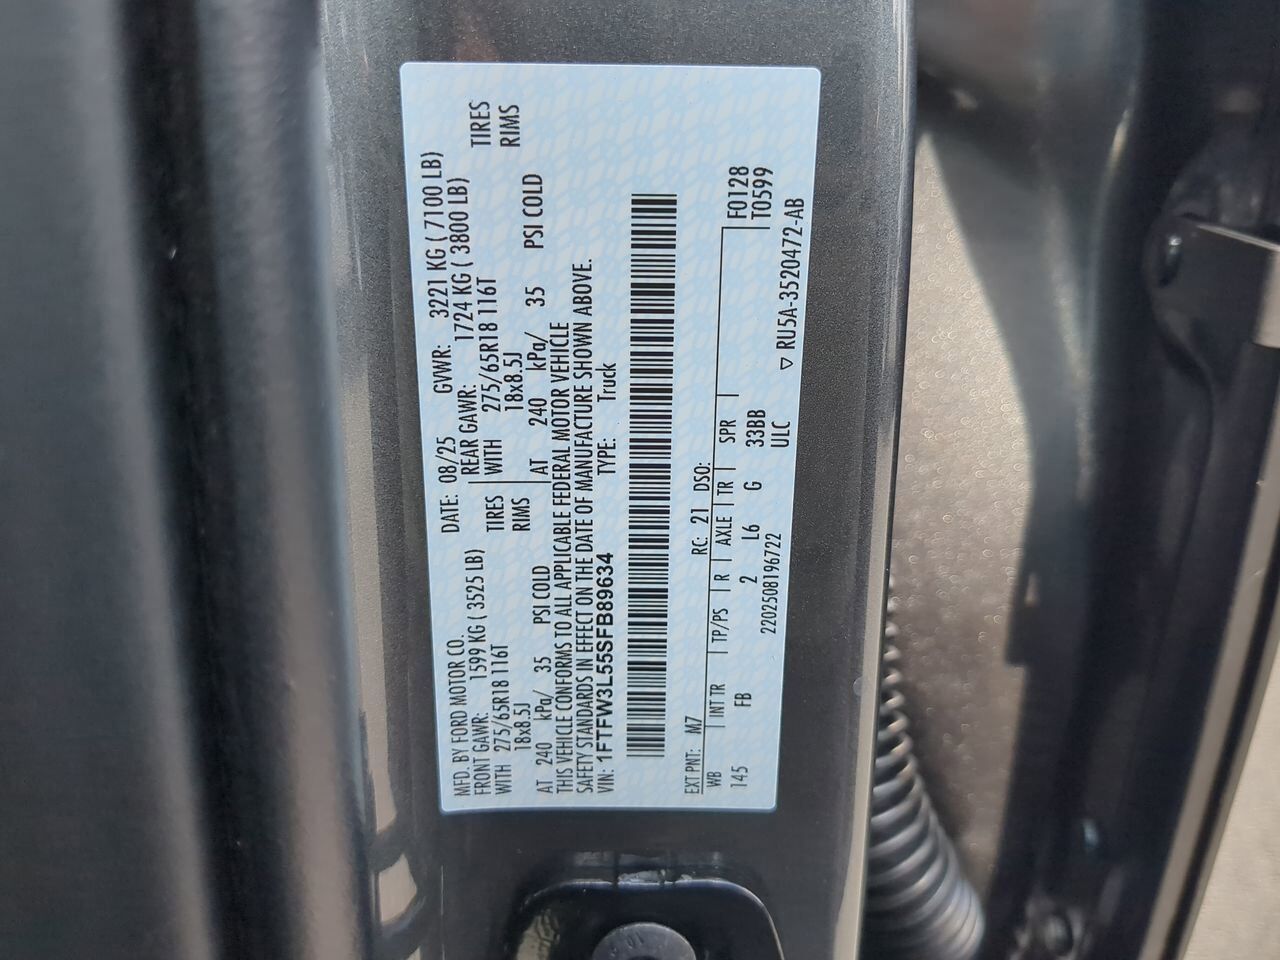 MFD. BY FORD MOTOR CO. DATE: 08/25 GVWR: 3221 KG ( 7100 LB)
FRONT GAWR: 1599 KG ( 3525 LB) REAR GAWR: 1724 KG ( 3800 LB)
WITH 275/65R18 116T TIRES WITH 275/65R18 116T TIRES
18x8.5J RIMS 18x8.5J RIMS
AT 240 kPa/ 35 PSI COLD AT 240 kPa/ 35 PSI COLD
THIS VEHICLE CONFORMS TO ALL APPLICABLE FEDERAL MOTOR VEHICLE
SAFETY STANDARDS IN EFFECT ON THE DATE OF MANUFACTURE SHOWN ABOVE.
VIN: 1FTFW3L55SFB89634 TYPE: Truck
EXT PNT: M7 RC: 21 DSO:
WB INT TR TP/PS R AXLE TR SPR F0128
145 FB 2 L6 G 33BB T0599
2202508196722 ULC
▽ RU5A-3520472-AB